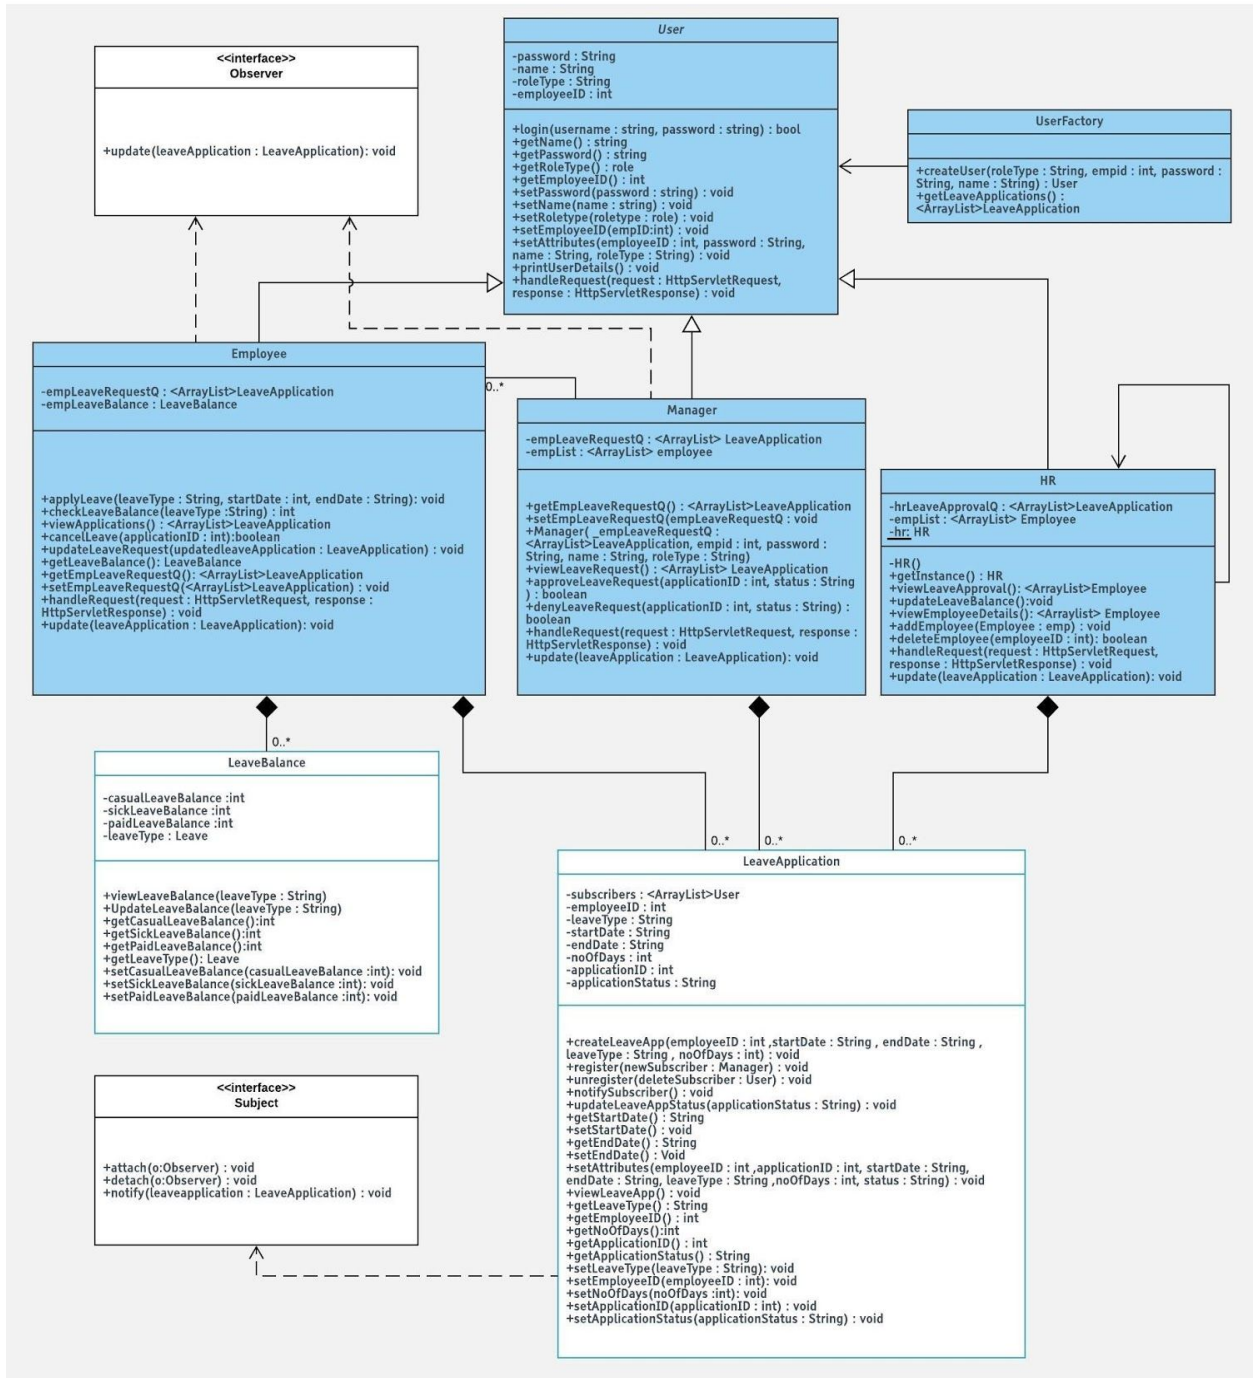 <<interface>>
Observer
+update(leaveApplication : LeaveApplication): void
User
-password : String
-name : String
-roleType : String
-employeeID : int
+login(username : string, password : string) : bool
+getName() : string
+getPassword() : string
+getRoleType() : role
+getEmployeeID() : int
+setPassword(password : string) : void
+setName(name : string) : void
+setRoletype(roletype : role) : void
+setEmployeeID(empID:int) : void
+setAttributes(employeeID : int, password : String,
name : String, roleType : String) : void
+printUserDetails() : void
+handleRequest(request : HttpServletRequest,
response : HttpServletResponse) : void
UserFactory
+createUser(roleType : String, empid : int, password :
String, name : String) : User
+getLeaveApplications() :
<ArrayList>LeaveApplication
Employee
-empLeaveRequestQ : <ArrayList>LeaveApplication
-empLeaveBalance : LeaveBalance
+applyLeave(leaveType : String, startDate : int, endDate : String): void
+checkLeaveBalance(leaveType :String) : int
+viewApplications() : <ArrayList>LeaveApplication
+cancelLeave(applicationID : int):boolean
+updateLeaveRequest(updatedleaveApplication : LeaveApplication) : void
+getLeaveBalance(): LeaveBalance
+getEmpLeaveRequestQ(): <ArrayList>LeaveApplication
+setEmpLeaveRequestQ(<ArrayList>LeaveApplication) : void
+handleRequest(request : HttpServletRequest, response :
HttpServletResponse) : void
+update(leaveApplication : LeaveApplication): void
0..*
Manager
-empLeaveRequestQ : <ArrayList> LeaveApplication
-empList : <ArrayList> employee
+getEmpLeaveRequestQ() : <ArrayList>LeaveApplication
+setEmpLeaveRequestQ(empLeaveRequestQ : void
+Manager( _empLeaveRequestQ :
<ArrayList>LeaveApplication, empid : int, password :
String, name : String, roleType : String)
+viewLeaveRequest() : <ArrayList> LeaveApplication
+approveLeaveRequest(applicationID : int, status : String
) : boolean
+denyLeaveRequest(applicationID : int, status : String) :
boolean
+handleRequest(request : HttpServletRequest, response :
HttpServletResponse) : void
+update(leaveApplication : LeaveApplication): void
HR
-hrLeaveApprovalQ : <ArrayList>LeaveApplication
-empList : <ArrayList> Employee
-hr: HR
-HR()
+getInstance() : HR
+viewLeaveApproval(): <ArrayList>Employee
+updateLeaveBalance():void
+viewEmployeeDetails(): <Arraylist> Employee
+addEmployee(Employee : emp) : void
+deleteEmployee(employeeID : int): boolean
+handleRequest(request : HttpServletRequest,
response : HttpServletResponse) : void
+update(leaveApplication : LeaveApplication): void
0..*
LeaveBalance
-casualLeaveBalance :int
-sickLeaveBalance :int
-paidLeaveBalance :int
-leaveType : Leave
+viewLeaveBalance(leaveType : String)
+UpdateLeaveBalance(leaveType : String)
+getCasualLeaveBalance():int
+getSickLeaveBalance():int
+getPaidLeaveBalance():int
+getLeaveType(): Leave
+setCasualLeaveBalance(casualLeaveBalance :int): void
+setSickLeaveBalance(sickLeaveBalance :int): void
+setPaidLeaveBalance(paidLeaveBalance :int): void
0..*
0..*
0..*
LeaveApplication
-subscribers : <ArrayList>User
-employeeID : int
-leaveType : String
-startDate : String
-endDate : String
-noOfDays : int
-applicationID : int
-applicationStatus : String
+createLeaveApp(employeeID : int ,startDate : String , endDate : String ,
leaveType : String , noOfDays : int) : void
+register(newSubscriber : Manager) : void
+unregister(deleteSubscriber : User) : void
+notifySubscriber() : void
+updateLeaveAppStatus(applicationStatus : String) : void
+getStartDate() : String
+setStartDate() : void
+getEndDate() : String
+setEndDate() : Void
+setAttributes(employeeID : int ,applicationID : int, startDate : String,
endDate : String, leaveType : String ,noOfDays : int, status : String) : void
+viewLeaveApp() : void
+getLeaveType() : String
+getEmployeeID() : int
+getNoOfDays():int
+getApplicationID() : int
+getApplicationStatus() : String
+setLeaveType(leaveType : String): void
+setEmployeeID(employeeID : int): void
+setNoOfDays(noOfDays :int): void
+setApplicationID(applicationID : int) : void
+setApplicationStatus(applicationStatus : String) : void
<<interface>>
Subject
+attach(o:Observer) : void
+detach(o:Observer) : void
+notify(leaveapplication : LeaveApplication) : void